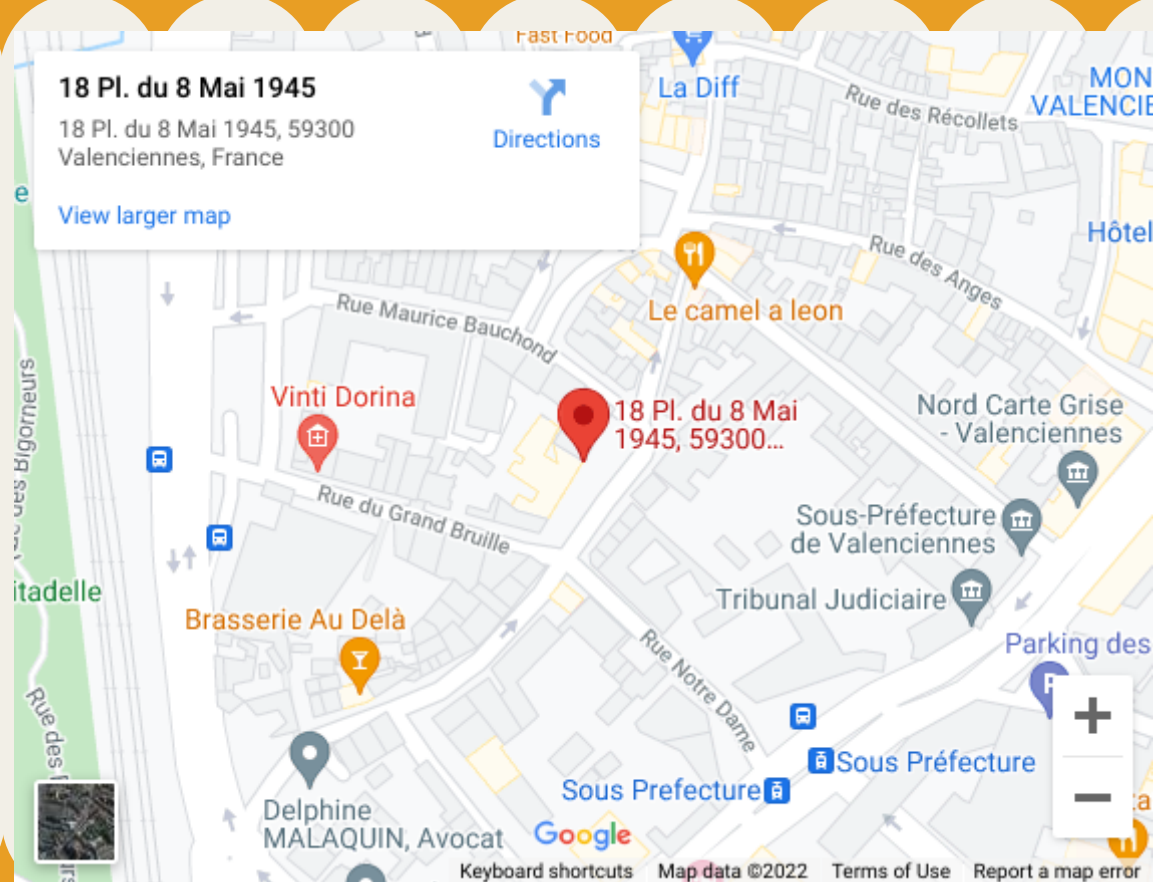 Fast Food
18 Pl. du 8 Mai 1945
18 Pl. du 8 Mai 1945, 59300
Valenciennes, France
Directions
View larger map
La Diff
Rue des Récollets
MON
VALENCIE
e
Hôtel
Rue des Anges
Le camel a leon
Rue Maurice Bauchond
Vinti Dorina
18 Pl. du 8 Mai
1945, 59300...
Nord Carte Grise
- Valenciennes
des Bigorneurs
Rue du Grand Bruille
Sous-Préfecture
de Valenciennes
Tribunal Judiciaire
itadelle
Brasserie Au Delà
Parking des
P
Rue Notre Dame
Rue des
Sous Préfecture
Sous Prefecture
Delphine
MALAQUIN, Avocat
Google
ta
Keyboard shortcuts Map data ©2022 Terms of Use Report a map error